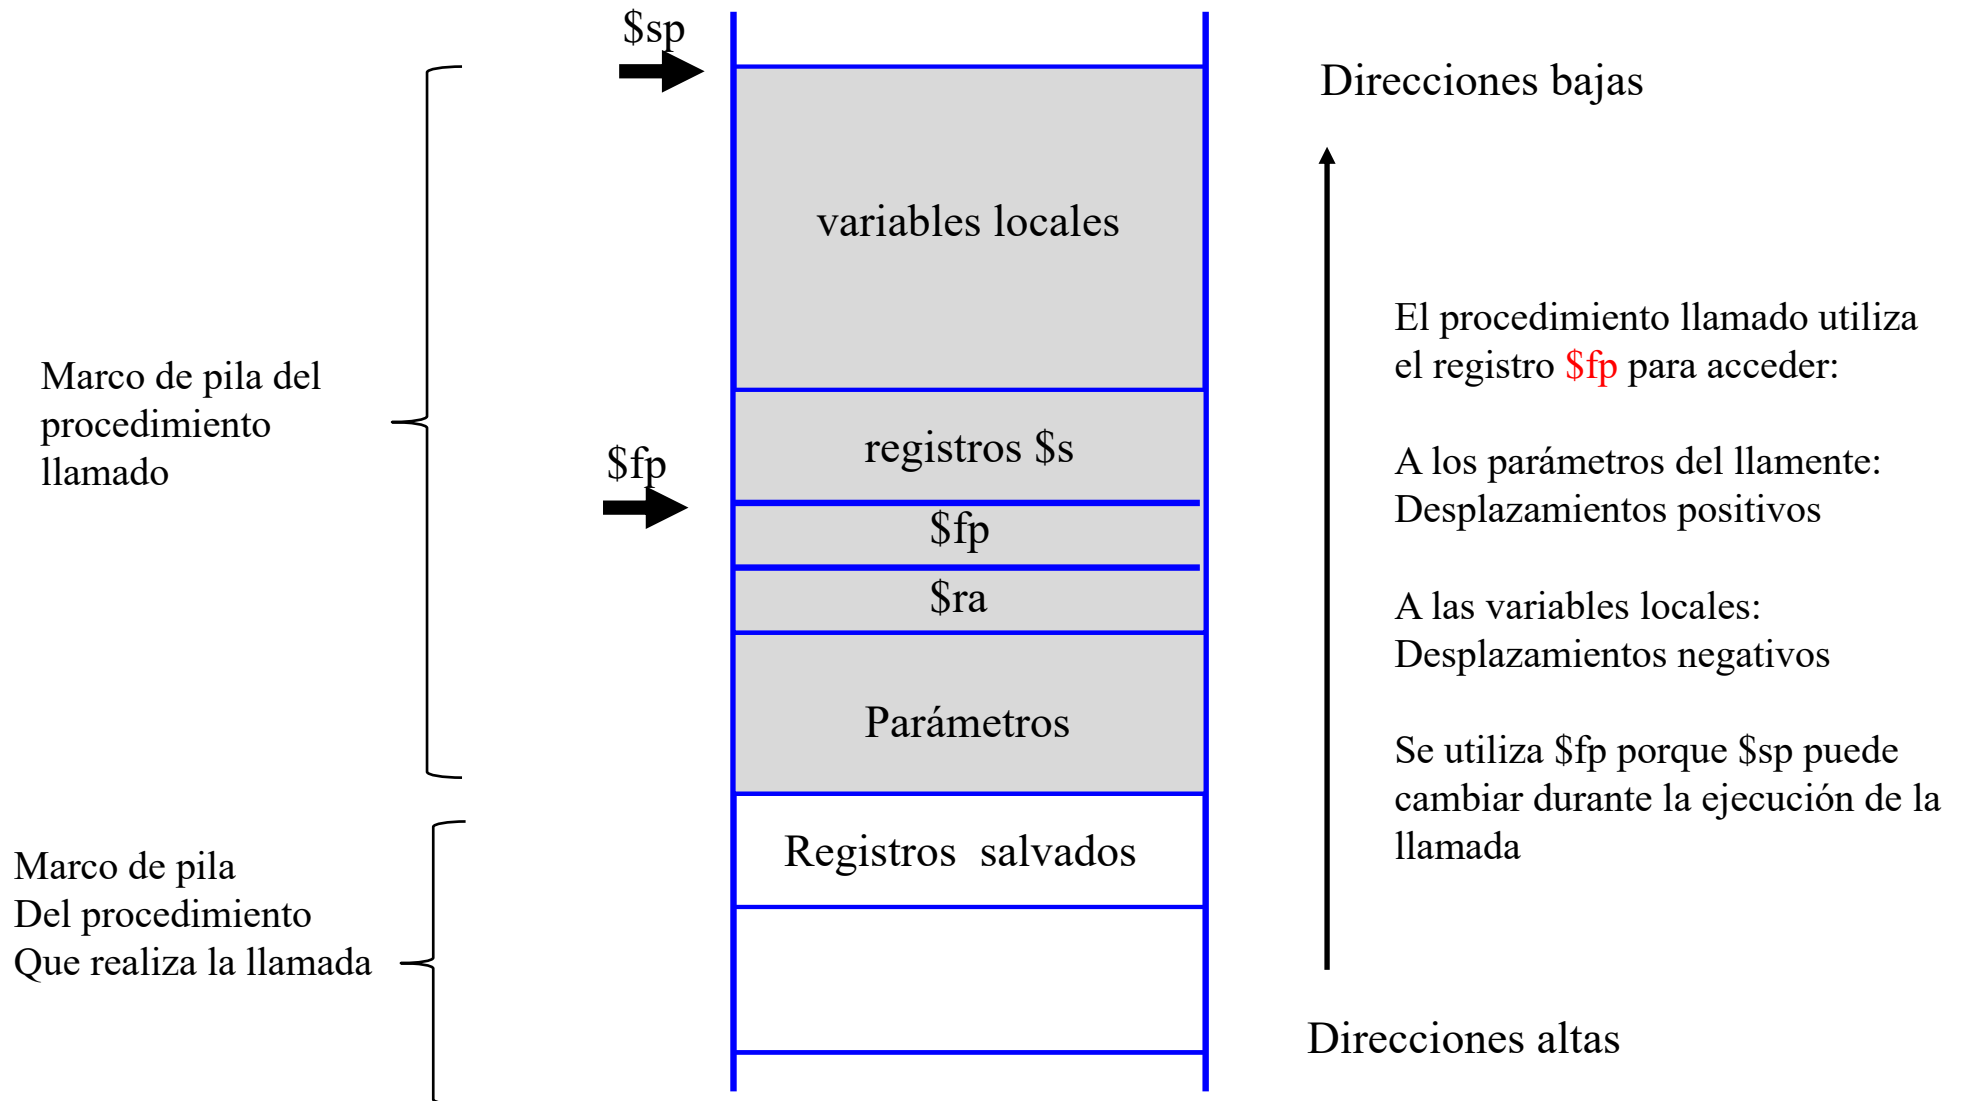 $sp
Direcciones bajas
variables locales
El procedimiento llamado utiliza
el registro $fp para acceder:
Marco de pila del
procedimiento
llamado
registros $s
$fp
A los parámetros del llamente:
Desplazamientos positivos
$fp
$ra
A las variables locales:
Desplazamientos negativos
Parámetros
Se utiliza $fp porque $sp puede
cambiar durante la ejecución de la
llamada
Registros salvados
Marco de pila
Del procedimiento
Que realiza la llamada
Direcciones altas